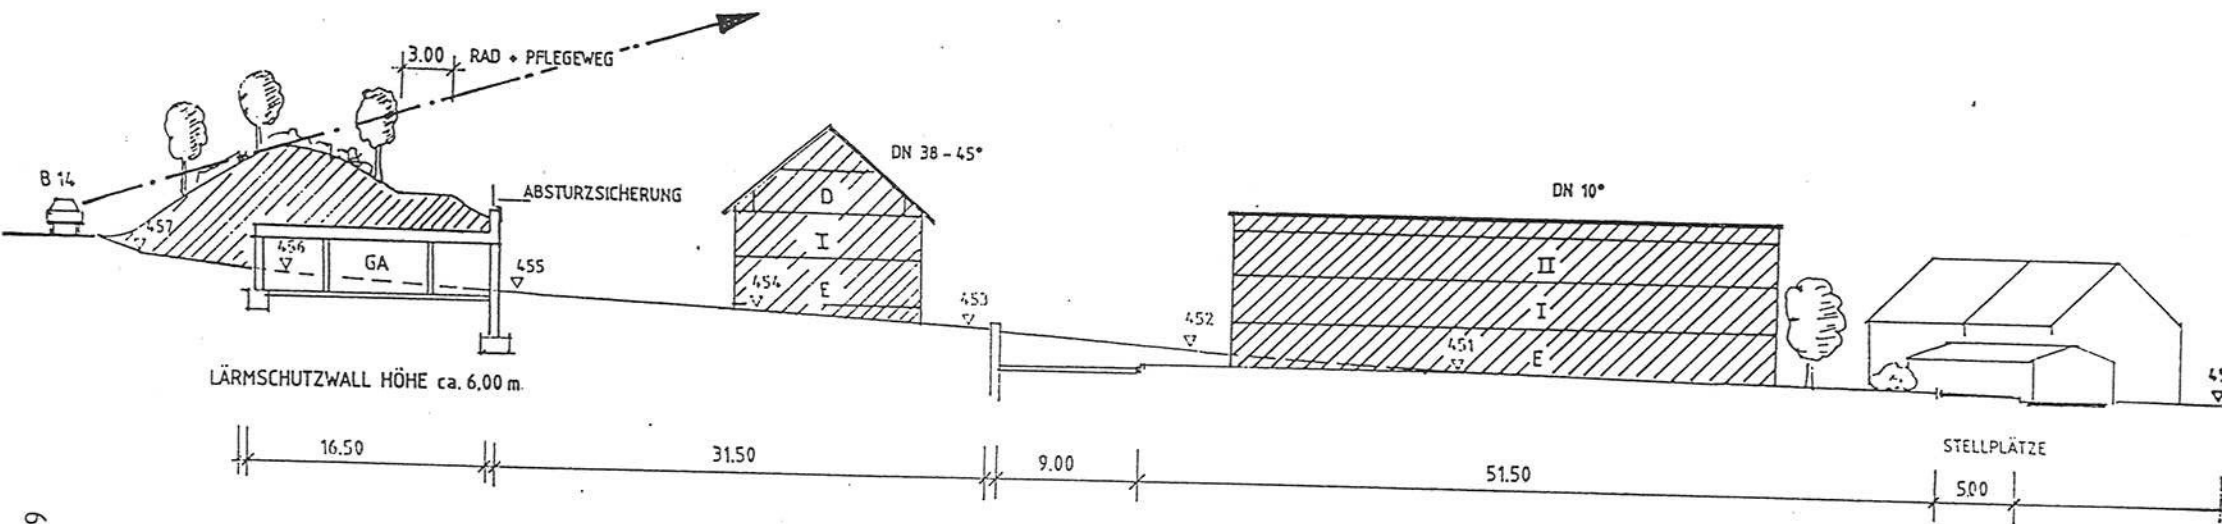 3.00 RAD + PFLEGEWEG
B 14
ABSTURZSICHERUNG
DN 38 - 45°
DN 10°
457
456
GA
455
D
I
454
E
453
452
II
I
451
E
LÄRMSCHUTZWALL HÖHE ca. 6,00 m.
STELLPLÄTZE
16.50
31.50
9.00
51.50
5.00
9